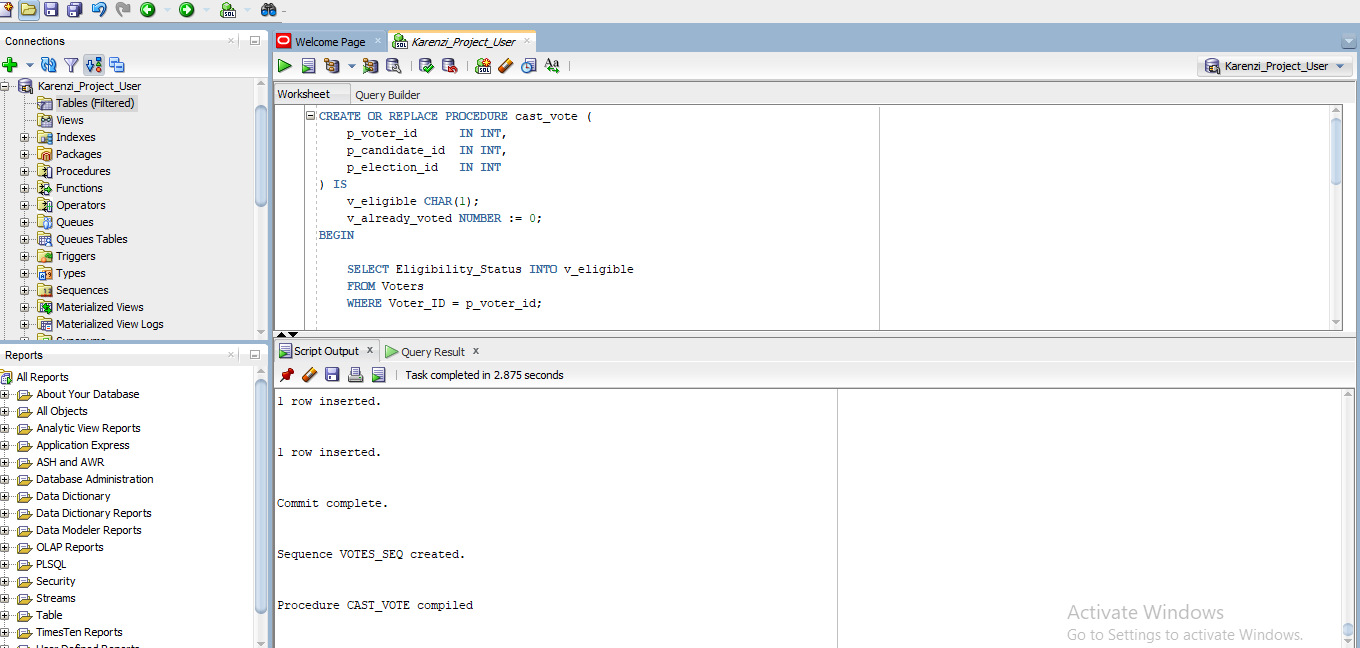 Connections
Karenzi_Project_User
Tables (Filtered)
Views
Indexes
Packages
Procedures
Functions
Operators
Queues
Queues Tables
Triggers
Types
Sequences
Materialized Views
Materialized View Logs
Reports
All Reports
About Your Database
All Objects
Analytic View Reports
Application Express
ASH and AWR
Database Administration
Data Dictionary
Data Dictionary Reports
Data Modeler Reports
OLAP Reports
PLSQL
Security
Streams
Table
TimesTen Reports
Welcome Page
Karenzi_Project_User
Aa
Karenzi_Project_User
Worksheet
Query Builder
CREATE OR REPLACE PROCEDURE cast_vote (
p_voter_id IN INT,
p_candidate_id IN INT,
p_election_id IN INT
) IS
v_eligible CHAR(1);
v_already_voted NUMBER := 0;
BEGIN
SELECT Eligibility_Status INTO v_eligible
FROM Voters
WHERE Voter_ID = p_voter_id;
Script Output x
Query Result x
Task completed in 2.875 seconds
1 row inserted.
1 row inserted.
Commit complete.
Sequence VOTES_SEQ created.
Procedure CAST_VOTE compiled
Activate Windows
Go to Settings to activate Windows.